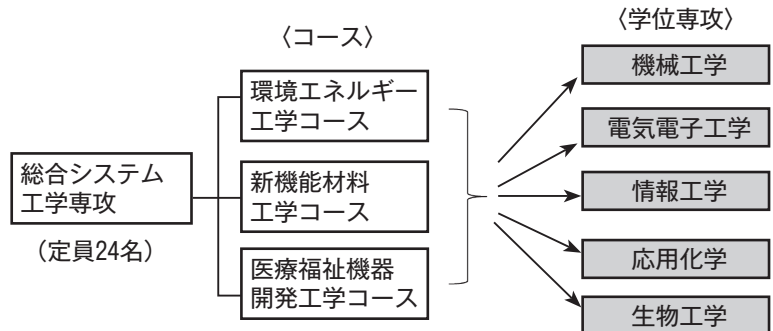 〈コース〉
〈学位専攻〉
総合システム
工学専攻
（定員24名）
環境エネルギー
工学コース
新機能材料
工学コース
医療福祉機器
開発工学コース
機械工学
電気電子工学
情報工学
応用化学
生物工学